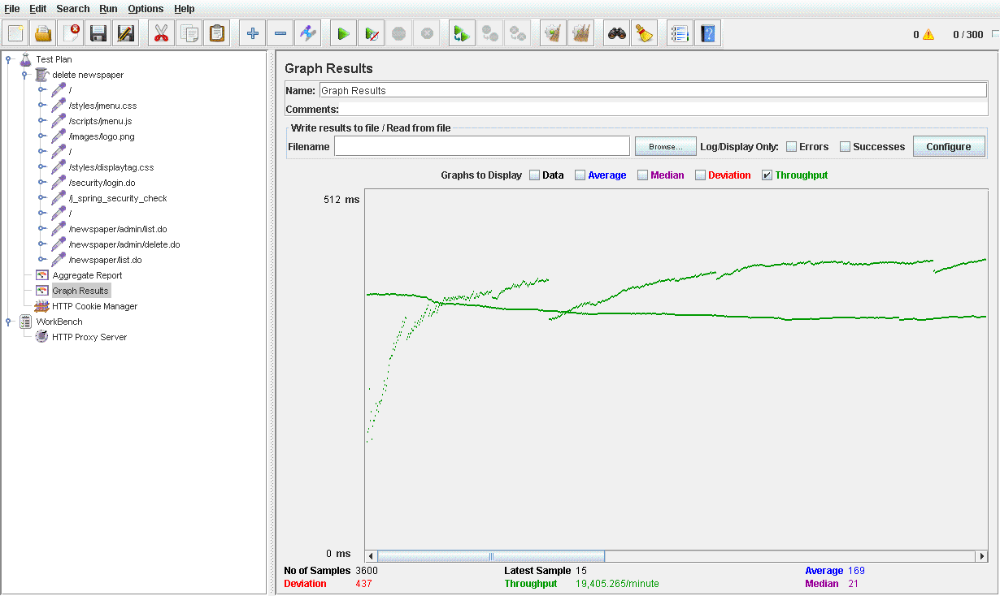 File Edit Search Run Options Help
0 0 / 300
Test Plan
delete newspaper
/
/styles/jmenu.css
/scripts/jmenu.js
/images/logo.png
/
/styles/displaytag.css
/security/login.do
/j_spring_security_check
/
/newspaper/admin/list.do
/newspaper/admin/delete.do
/newspaper/list.do
Aggregate Report
Graph Results
HTTP Cookie Manager
WorkBench
HTTP Proxy Server
Graph Results
Name: Graph Results
Comments:
Write results to file / Read from file
Filename Browse... Log/Display Only: Errors Successes Configure
Graphs to Display Data Average Median Deviation Throughput
512 ms
0 ms
No of Samples 3600 Latest Sample 15 Average 169
Deviation 437 Throughput 19,405.265/minute Median 21